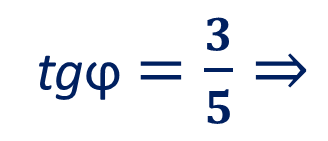 tgφ = 3/5 ⇒